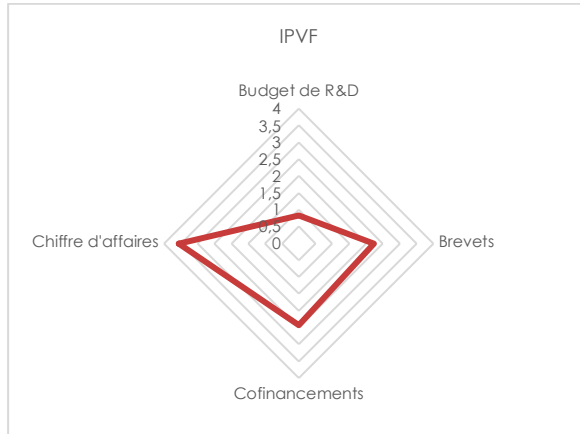 IPVF
Budget de R&D
4
3,5
3
2,5
2
1,5
1
0,5
0
Chiffre d'affaires
Brevets
Cofinancements